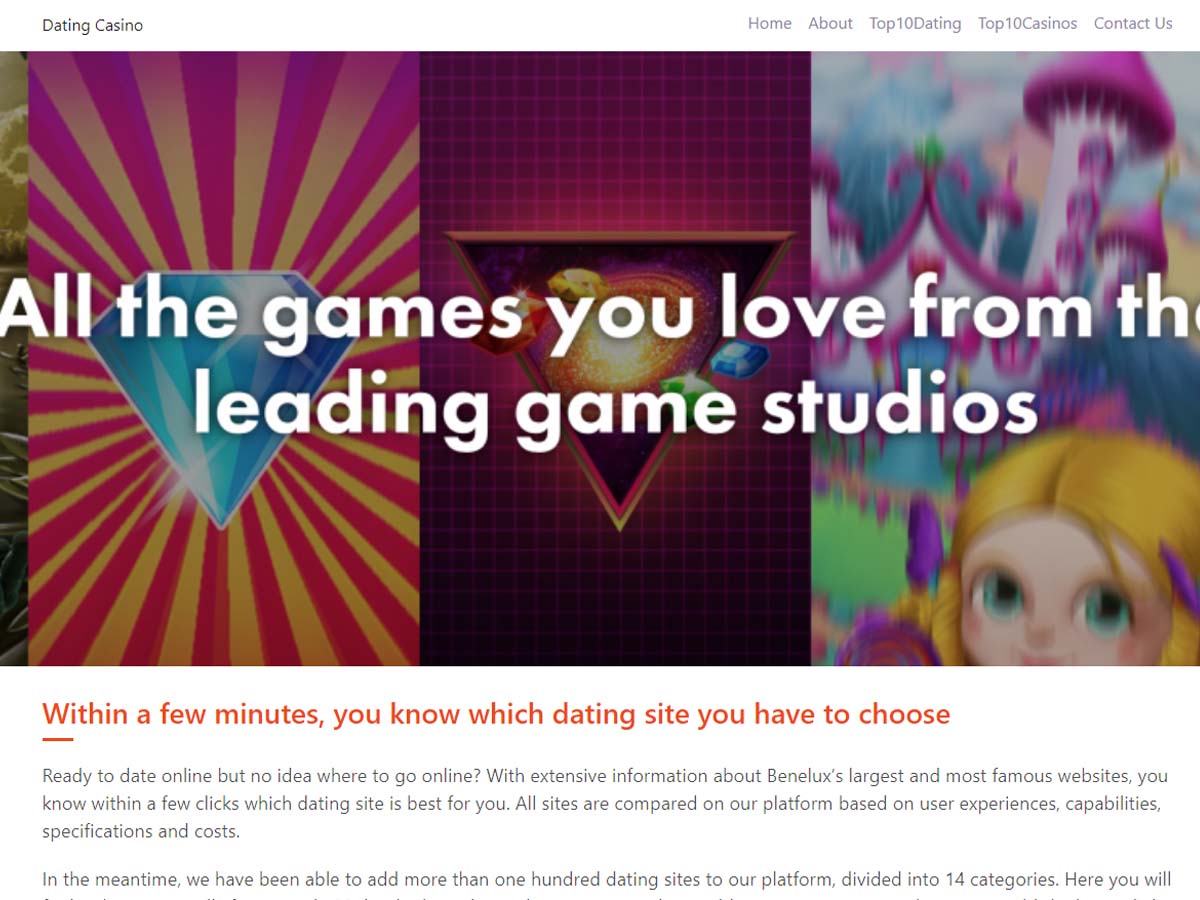 Dating Casino
Home About Top10Dating Top10Casinos Contact Us
All the games you love from the
leading game studios
Within a few minutes, you know which dating site you have to choose
Ready to date online but no idea where to go online? With extensive information about Benelux’s largest and most famous websites, you
know within a few clicks which dating site is best for you. All sites are compared on our platform based on user experiences, capabilities,
specifications and costs.
In the meantime, we have been able to add more than one hundred dating sites to our platform, divided into 14 categories. Here you will